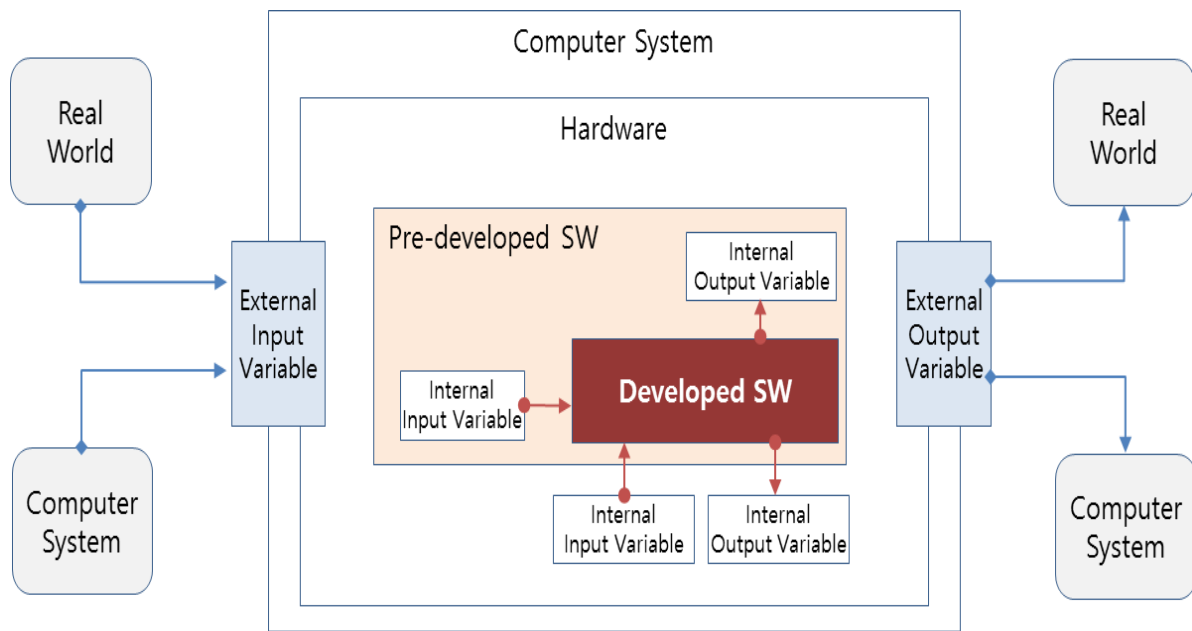 Computer System
Real
World
Hardware
Real
World
Pre-developed SW
Internal
Output Variable
External
Input
Variable
External
Output
Variable
Internal
Input Variable
Developed SW
Computer
System
Internal
Input Variable
Internal
Output Variable
Computer
System